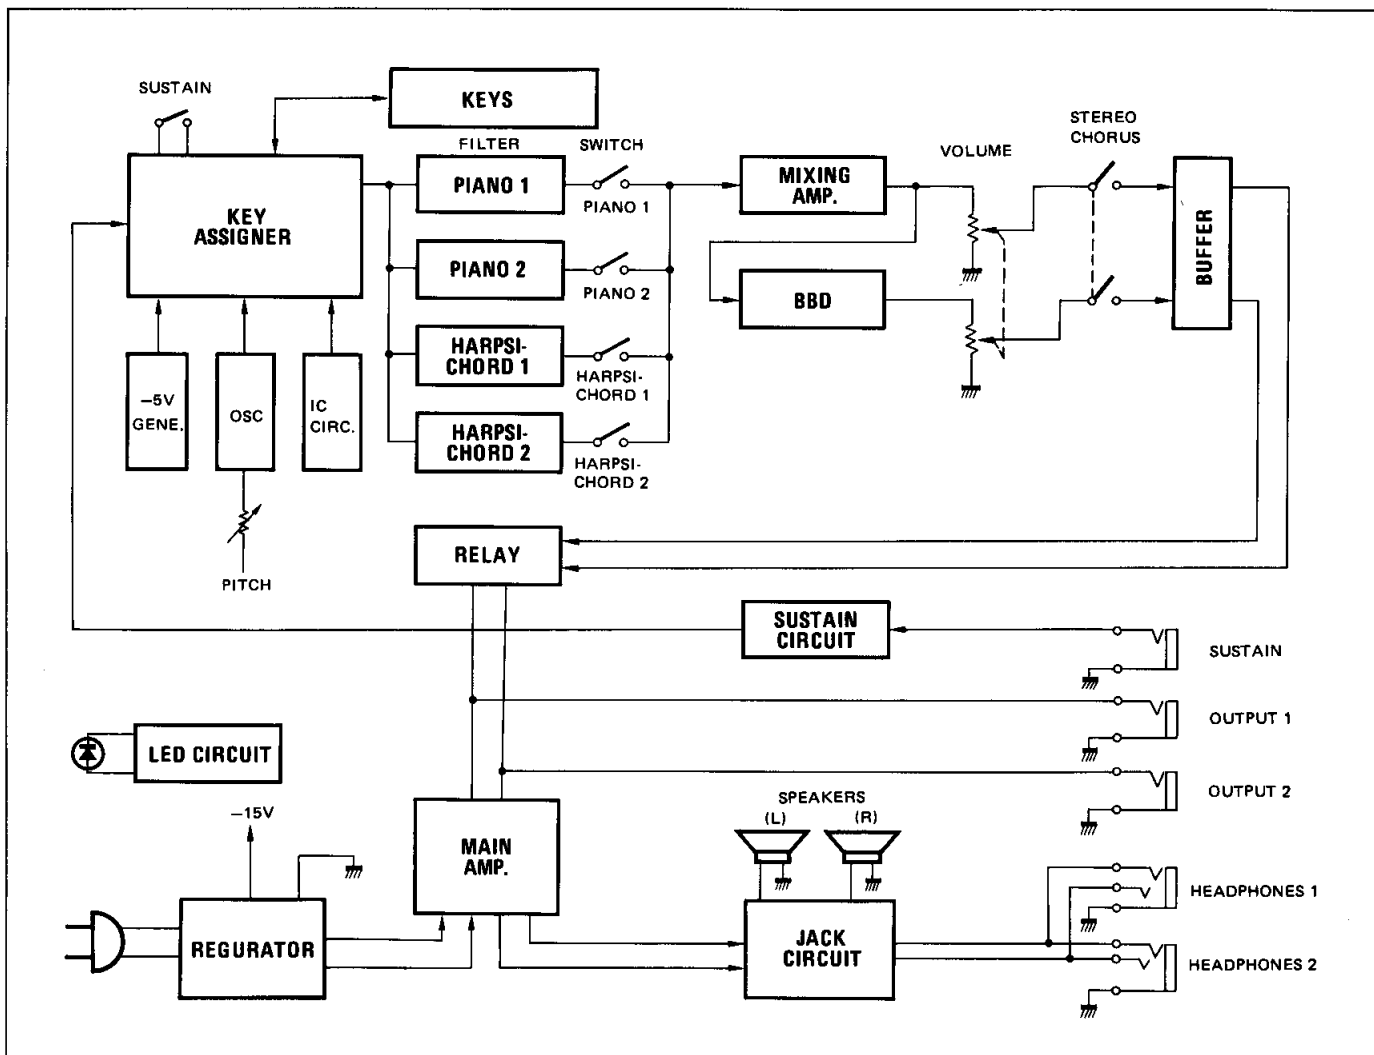 SUSTAIN
KEYS
FILTER
SWITCH
KEY
ASSIGNER
PIANO 1
PIANO 1
PIANO 2
PIANO 2
HARPSI-
CHORD 1
HARPSI-
CHORD 1
HARPSI-
CHORD 2
HARPSI-
CHORD 2
MIXING
AMP.
BBD
VOLUME
STEREO
CHORUS
BUFFER
–5V
GENE.
OSC
IC
CIRC.
PITCH
RELAY
SUSTAIN
CIRCUIT
SUSTAIN
OUTPUT 1
OUTPUT 2
LED CIRCUIT
–15V
REGURATOR
MAIN
AMP.
SPEAKERS
(L)
(R)
JACK
CIRCUIT
HEADPHONES 1
HEADPHONES 2